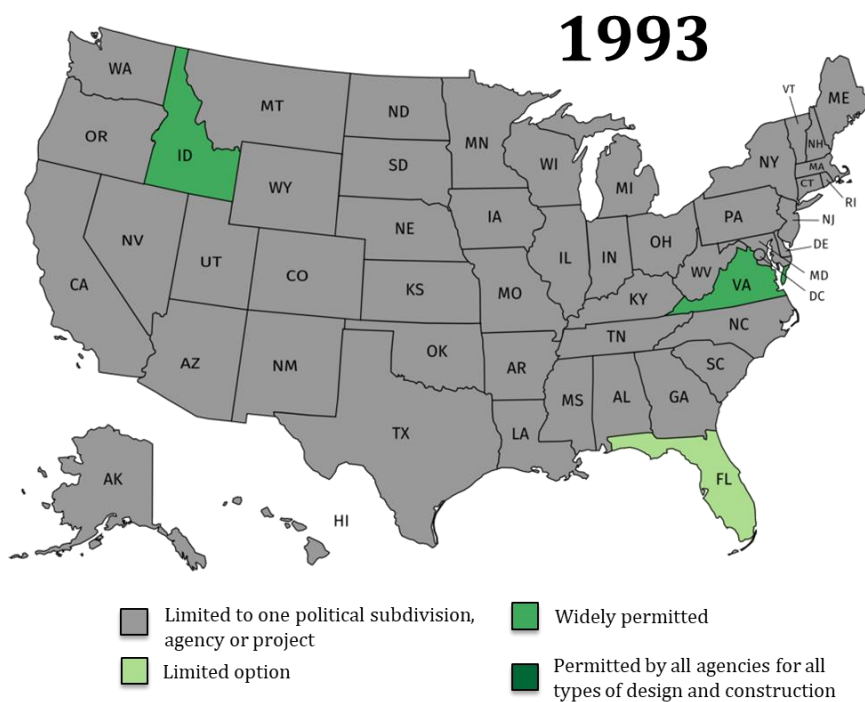 1993
WA
MT
ND
MN
OR
ID
WY
SD
WI
MI
VT
ME
NH
NY
MA
CT
RI
PA
NJ
NV
UT
CO
NE
IA
IL
IN
OH
DE
MD
DC
WV
VA
CA
KS
MO
KY
NC
TN
AZ
NM
OK
AR
SC
MS
AL
GA
TX
LA
FL
AK
HI
Limited to one political subdivision,
agency or project
Limited option
Widely permitted
Permitted by all agencies for all
types of design and construction